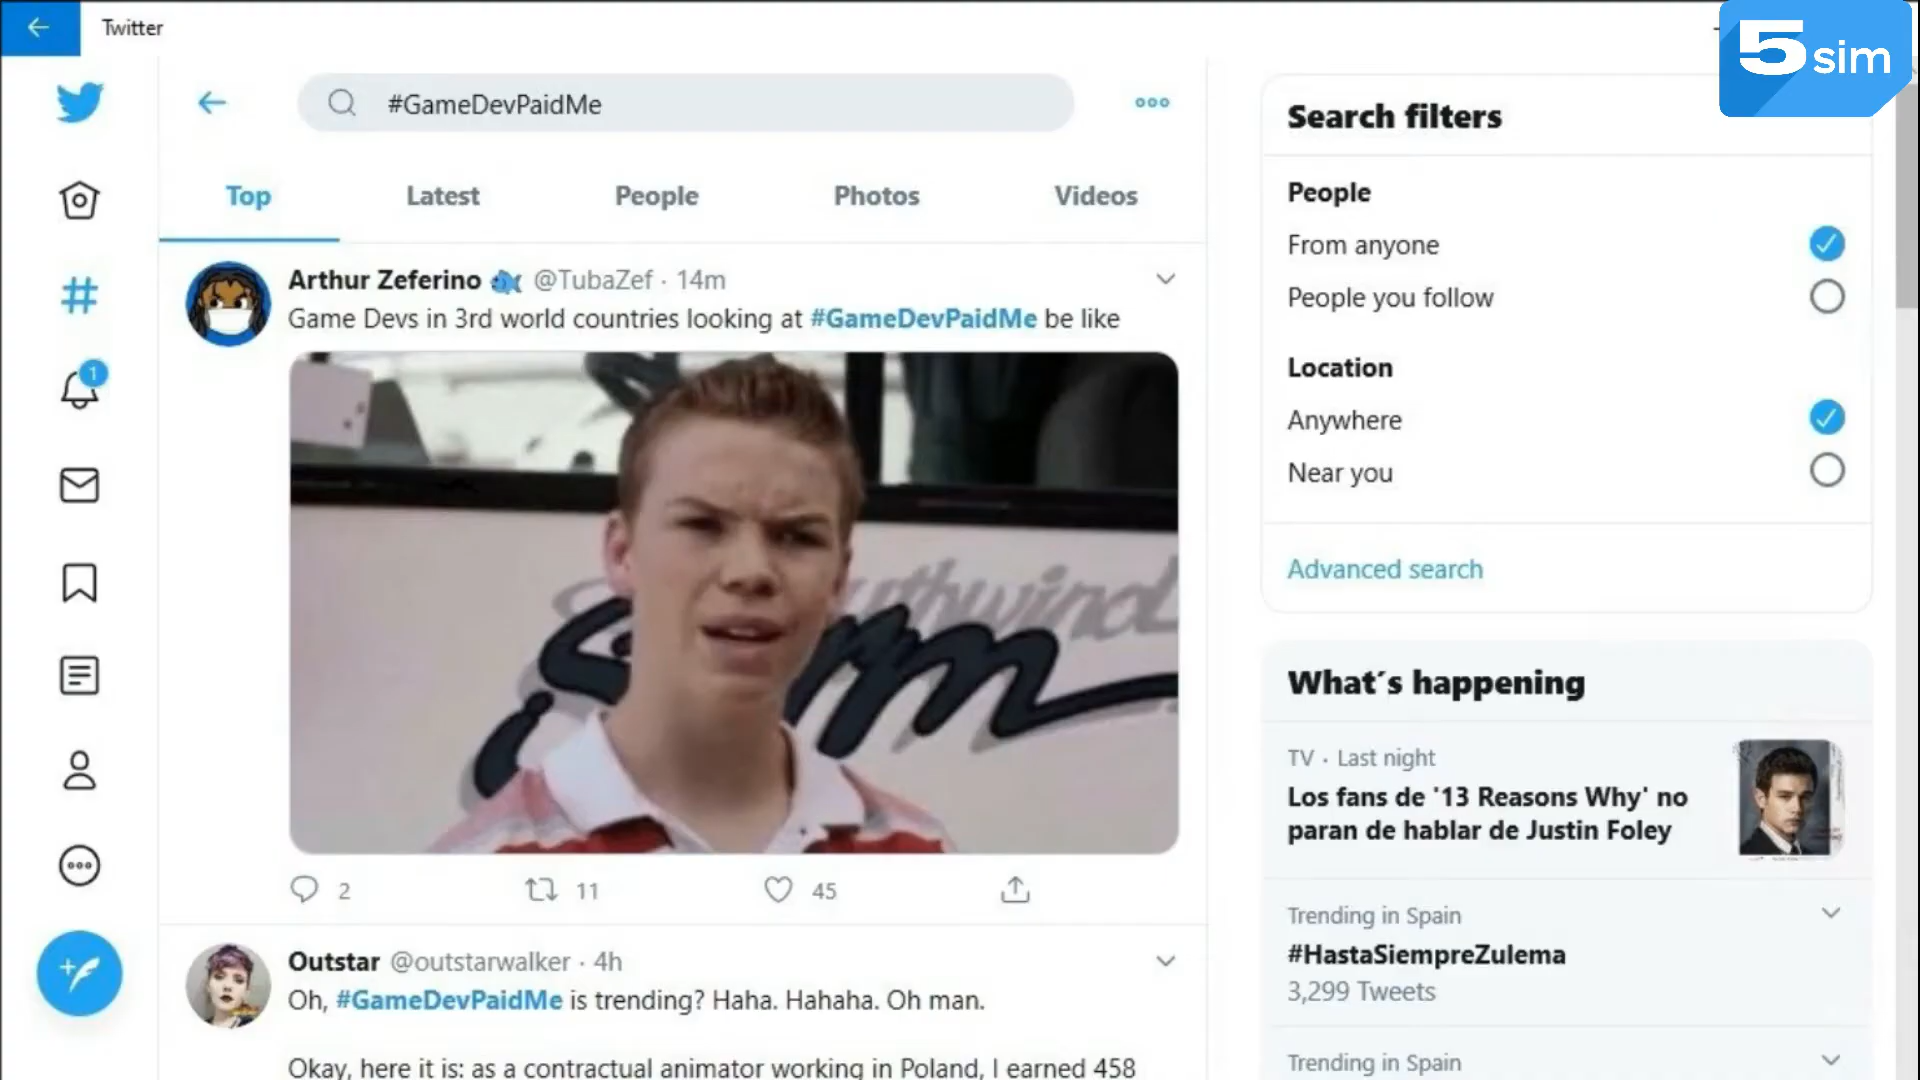 Twitter
5sim
#GameDevPaidMe
Top
Latest
People
Photos
Videos
Arthur Zeferino @TubaZef · 14m
Game Devs in 3rd world countries looking at #GameDevPaidMe be like
2
11
45
Outstar @outstarwalker · 4h
Oh, #GameDevPaidMe is trending? Haha. Hahaha. Oh man.
Okay, here it is: as a contractual animator working in Poland, I earned 458
1
Search filters
People
From anyone
People you follow
Location
Anywhere
Near you
Advanced search
What´s happening
TV · Last night
Los fans de '13 Reasons Why' no
paran de hablar de Justin Foley
Trending in Spain
#HastaSiempreZulema
3,299 Tweets
Trending in Spain